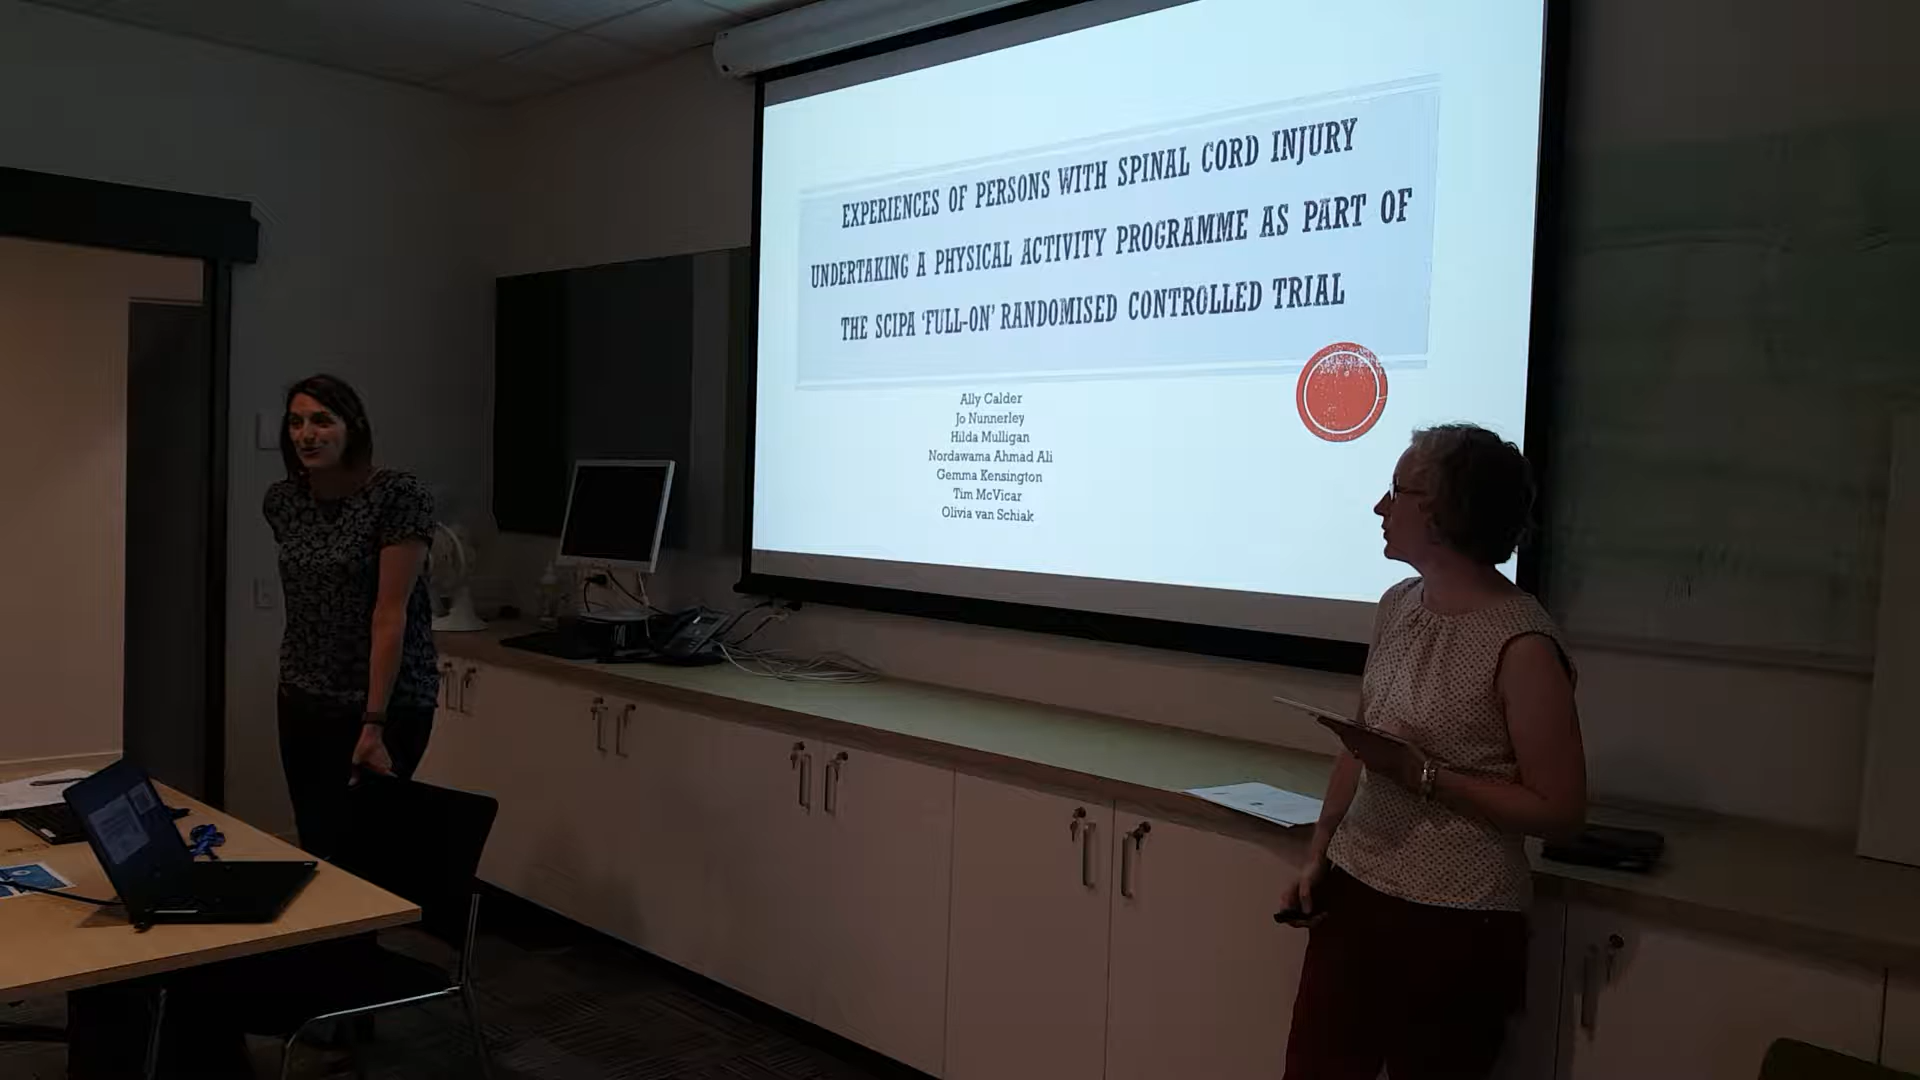 EXPERIENCES OF PERSONS WITH SPINAL CORD INJURY
UNDERTAKING A PHYSICAL ACTIVITY PROGRAMME AS PART OF
THE SCIPA 'FULL-ON' RANDOMISED CONTROLLED TRIAL
Ally Calder
Jo Nunnerley
Hilda Mulligan
Nordawama Ahmad Ali
Gemma Kensington
Tim McVicar
Olivia van Schiak